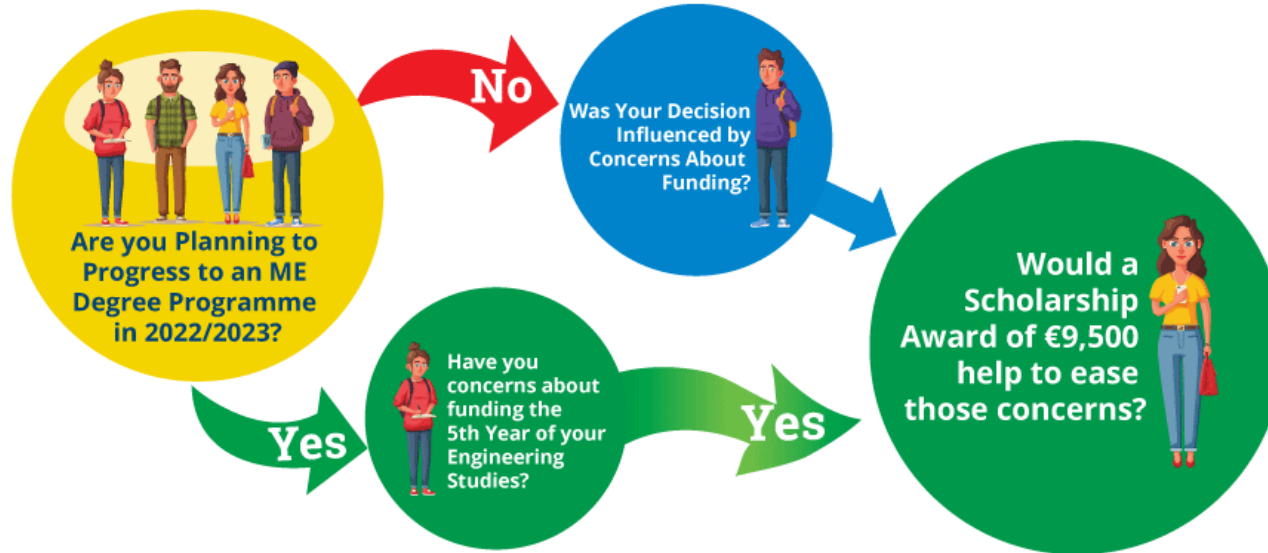 Are you Planning to
Progress to an ME
Degree Programme
in 2022/2023?
No
Was Your Decision
Influenced by
Concerns About
Funding?
Yes
Have you
concerns about
funding the
5th Year of your
Engineering
Studies?
Yes
Would a
Scholarship
Award of €9,500
help to ease
those concerns?